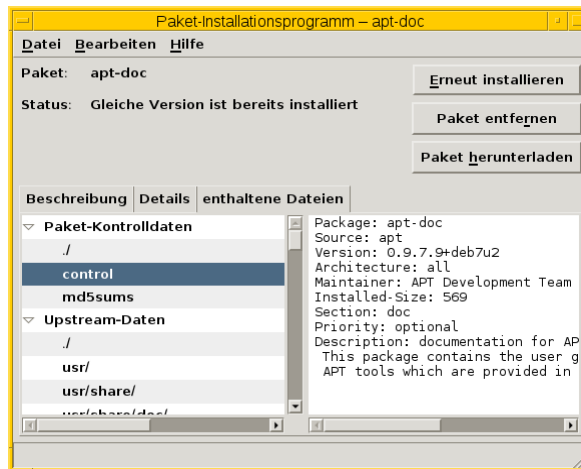 Paket-Installationsprogramm – apt-doc
Datei Bearbeiten Hilfe
Paket: apt-doc
Erneut installieren
Status: Gleiche Version ist bereits installiert
Paket entfernen
Paket herunterladen
Beschreibung Details enthaltene Dateien
Paket-Kontrolldaten
./
control
md5sums
Upstream-Daten
./
usr/
usr/share/
usr/share/doc/
Package: apt-doc
Source: apt
Version: 0.9.7.9+deb7u2
Architecture: all
Maintainer: APT Development Team
Installed-Size: 569
Section: doc
Priority: optional
Description: documentation for AP
This package contains the user g
APT tools which are provided in